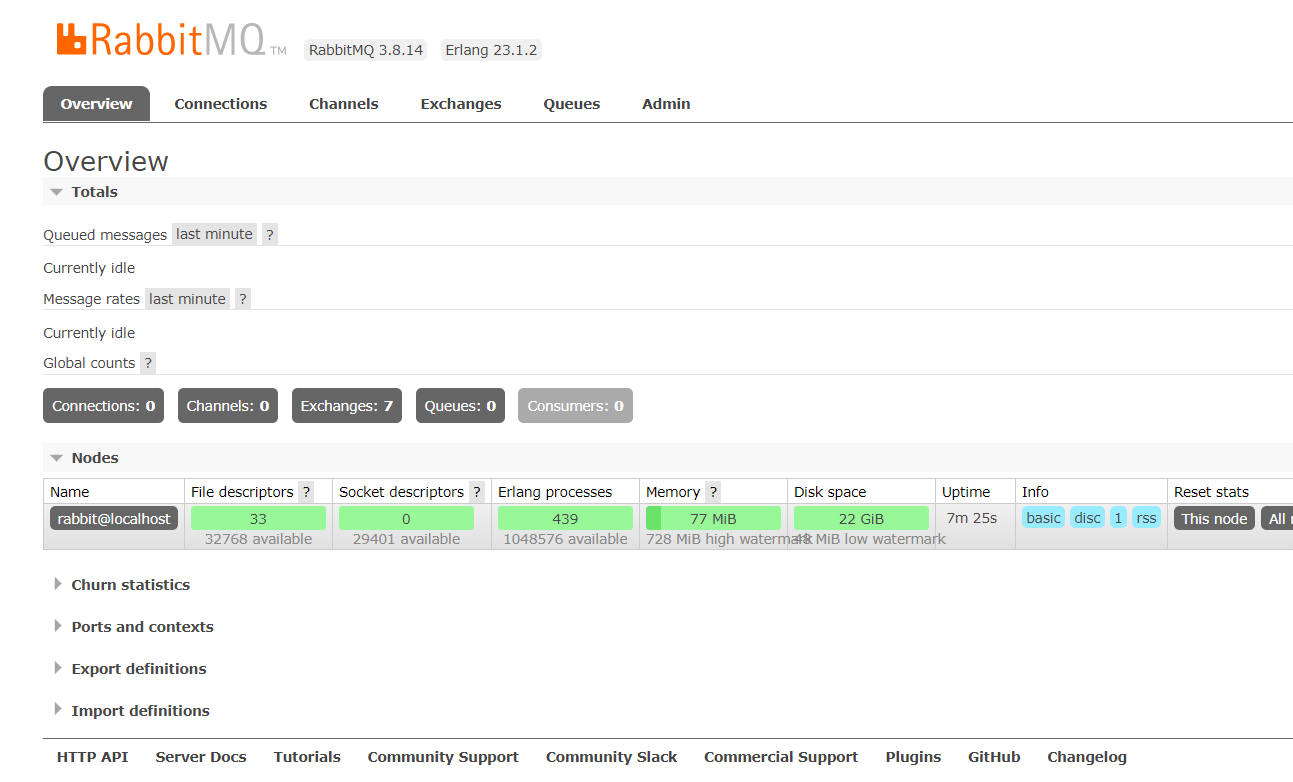 RabbitMQ TM RabbitMQ 3.8.14 Erlang 23.1.2
Overview Connections Channels Exchanges Queues Admin
Overview
Totals
Queued messages last minute ?
Currently idle
Message rates last minute ?
Currently idle
Global counts ?
Connections: 0 Channels: 0 Exchanges: 7 Queues: 0 Consumers: 0
Nodes
Name File descriptors ? Socket descriptors ? Erlang processes Memory ? Disk space Uptime Info Reset stats
rabbit@localhost 33 0 439 77 MiB 22 GiB 7m 25s basic disc 1 rss This node All
32768 available 29401 available 1048576 available 728 MiB high watermark 48 MiB low watermark
Churn statistics
Ports and contexts
Export definitions
Import definitions
HTTP API Server Docs Tutorials Community Support Community Slack Commercial Support Plugins GitHub Changelog